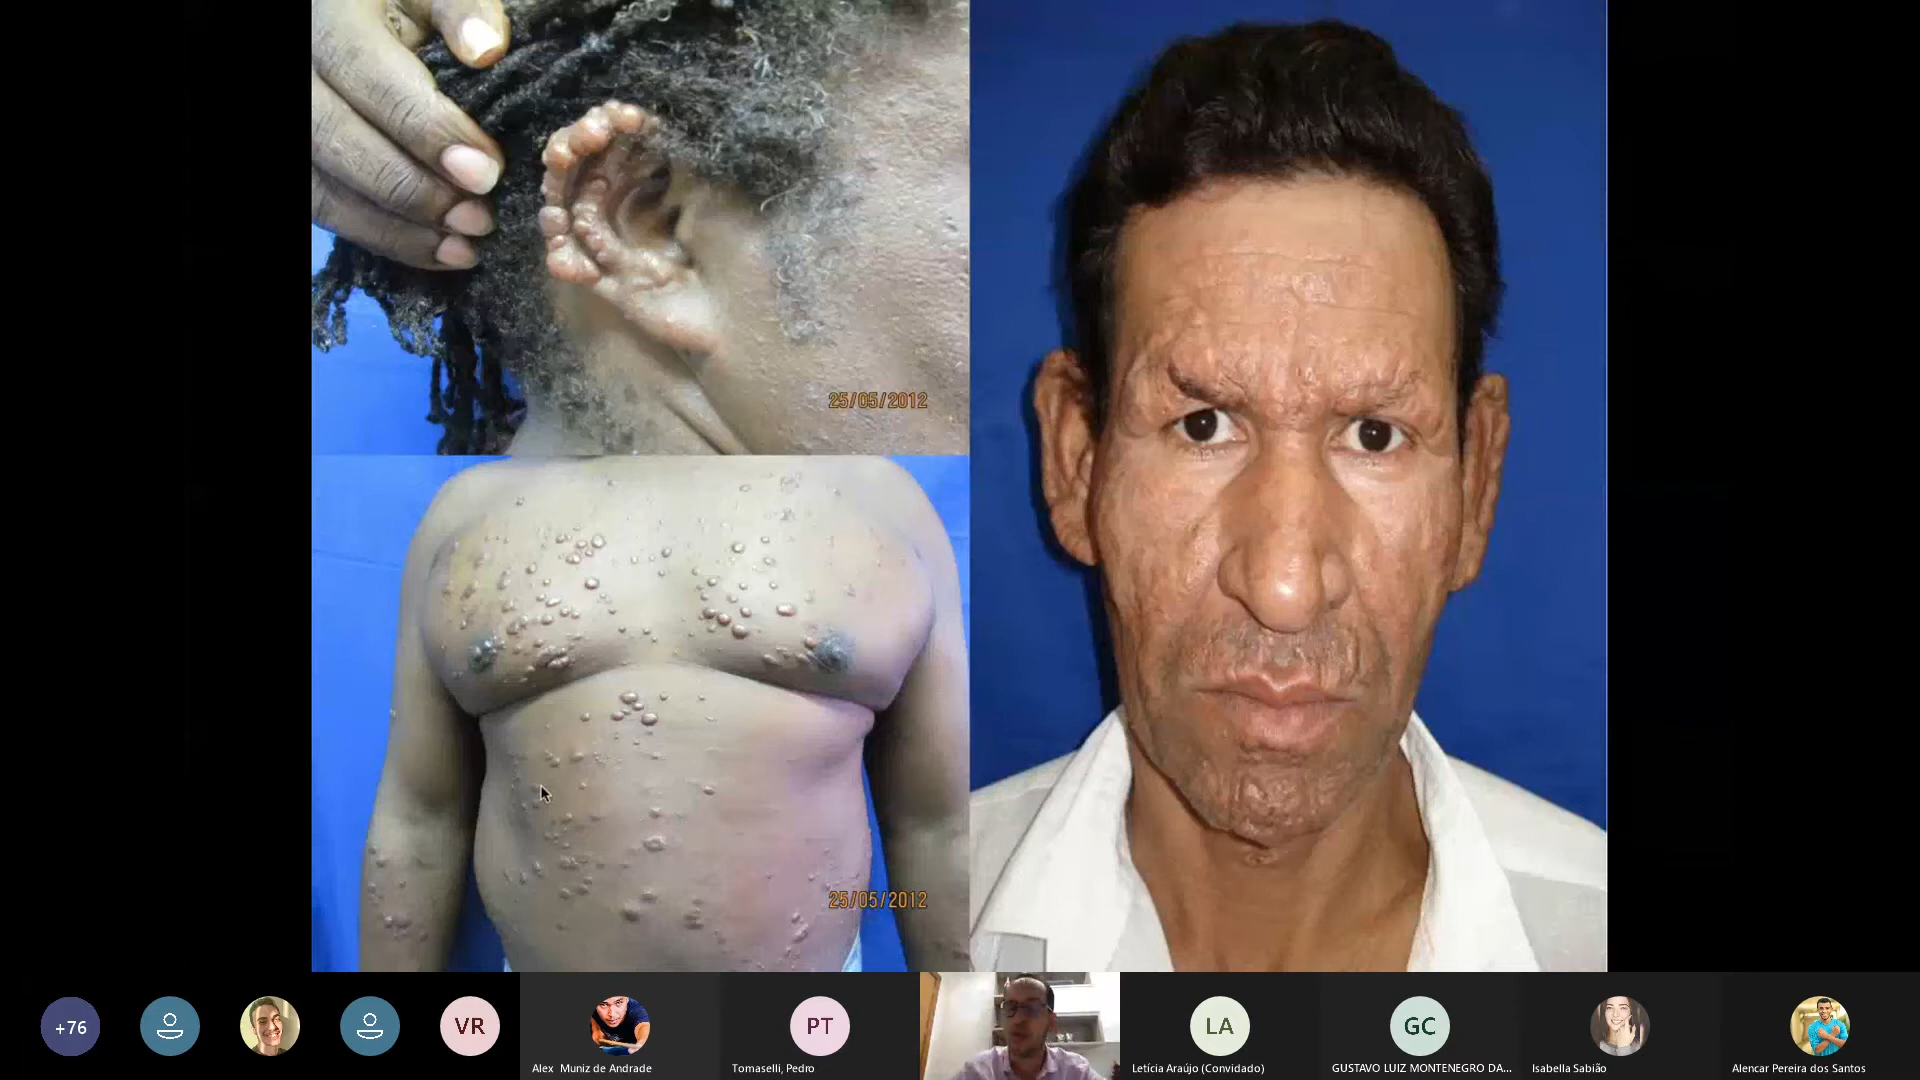 25/05/2012
25/05/2012
+76
VR
PT
LA
GC
Alex Muniz de Andrade
Tomaselli, Pedro
Letícia Araújo (Convidado)
GUSTAVO LUIZ MONTENEGRO DA...
Isabella Sabião
Alencar Pereira dos Santos